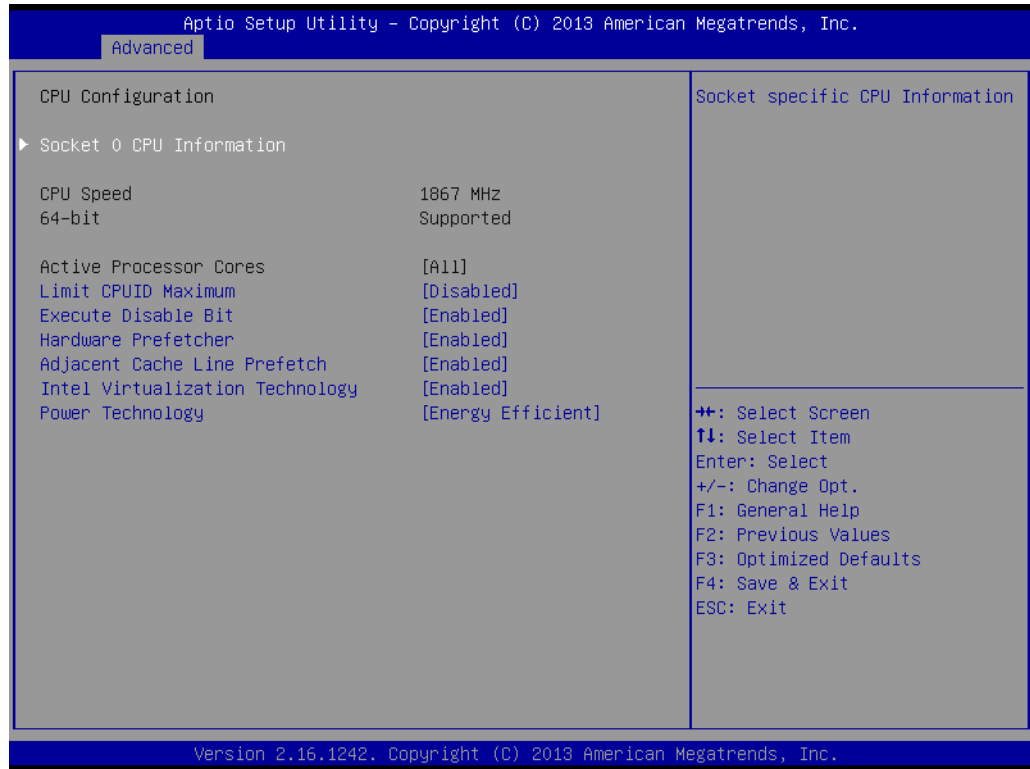 Aptio Setup Utility – Copyright (C) 2013 American Megatrends, Inc.
Advanced
CPU Configuration
Socket 0 CPU Information
CPU Speed 1867 MHz
64-bit Supported
Active Processor Cores [All]
Limit CPUID Maximum [Disabled]
Execute Disable Bit [Enabled]
Hardware Prefetcher [Enabled]
Adjacent Cache Line Prefetch [Enabled]
Intel Virtualization Technology [Enabled]
Power Technology [Energy Efficient]
Socket specific CPU Information
→←: Select Screen
↑↓: Select Item
Enter: Select
+/-: Change Opt.
F1: General Help
F2: Previous Values
F3: Optimized Defaults
F4: Save & Exit
ESC: Exit
Version 2.16.1242. Copyright (C) 2013 American Megatrends, Inc.